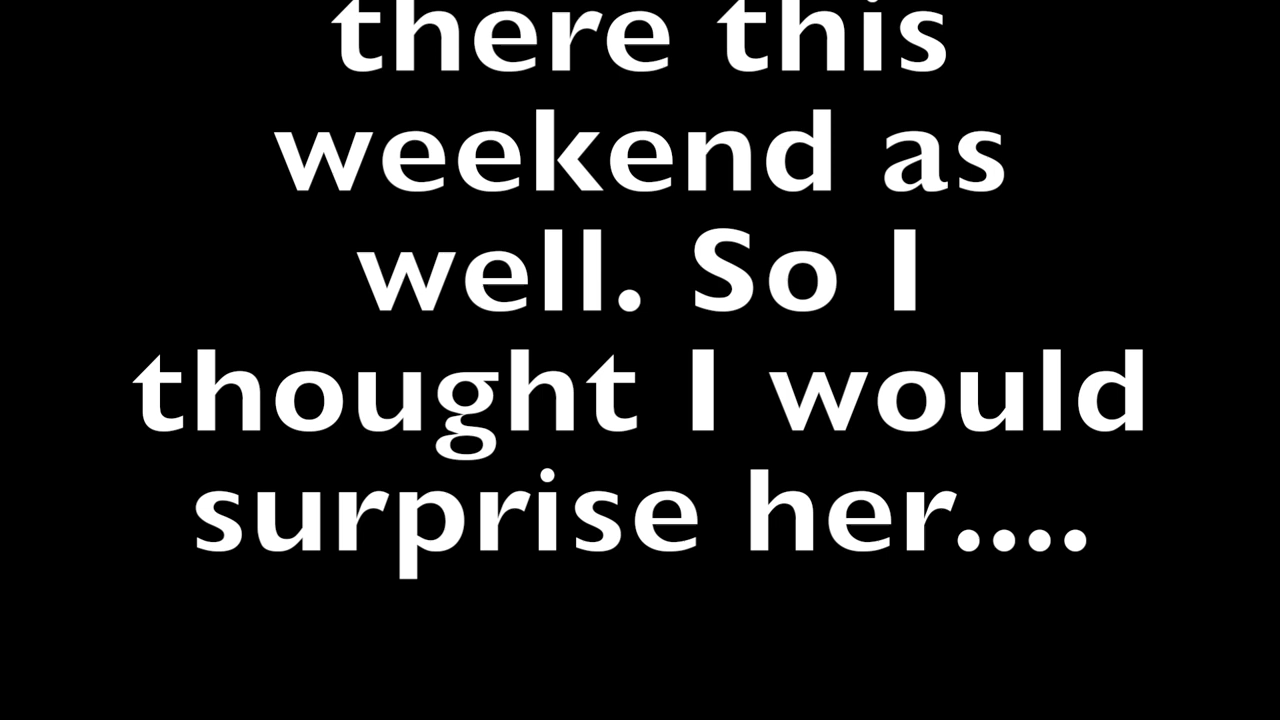 there this
weekend as
well. So I
thought I would
surprise her....